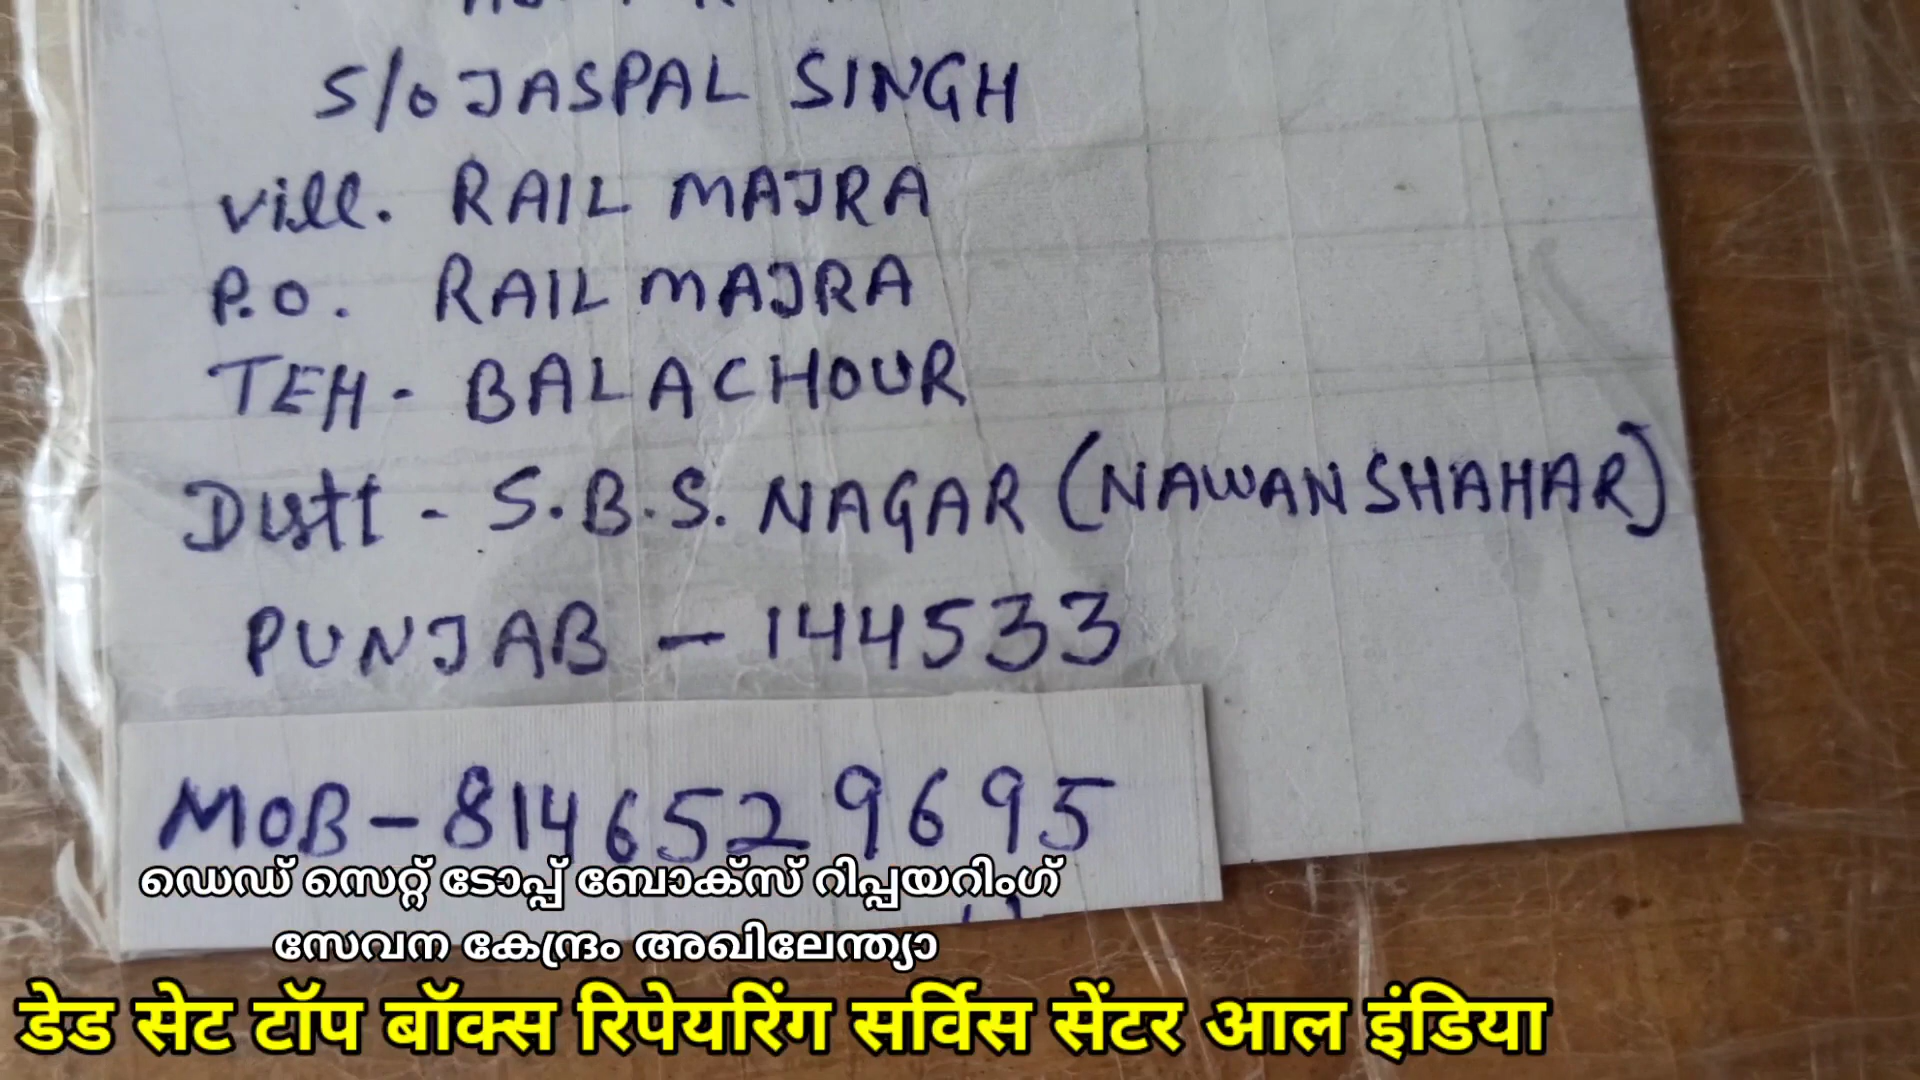 S/O JASPAL SINGH
Vill. RAIL MAJRA
P.O. RAIL MAJRA
TEH - BALACHOUR
Distt - S.B.S. NAGAR (NAWANSHAHAR)
PUNJAB - 144533
MOB - 8146529695
ഡെഡ് സെറ്റ് ടോപ്പ് ബോക്സ് റിപ്പയറിംഗ്
സേവന കേന്ദ്രം അഖിലേന്ത്യാ
डेड सेट टॉप बॉक्स रिपेयरिंग सर्विस सेंटर आल इंडिया